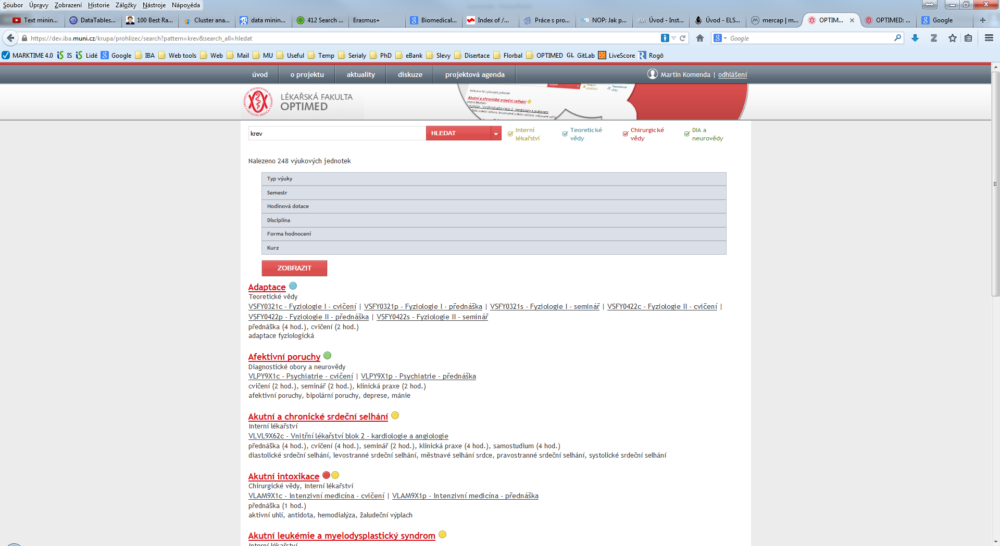 Soubor Úpravy Zobrazení Historie Záložky Nástroje Nápověda
Text minin... DataTables... 100 Best Ra... Cluster ana... data minin... 412 Search ... Erasmus+ Biomedical... Index of /... Práce s pro... NOP: Jak p... Úvod - Inst... Úvod - ELS... mercap | m... OPTIM... OPTIMED: ... Google
https://dev.iba.muni.cz/krupa/prohlizec/search?pattern=krev&search_all=hledat Google
MARKTIME 4.0 IS Lidé Google IBA Web tools Web Mail MU Useful Temp Serialy PhD eBank Slevy Disertace Florbal OPTIMED GL GitLab LiveScore Rogō
úvod o projektu aktuality diskuze projektová agenda Martin Komenda | odhlášení
LÉKAŘSKÁ FAKULTA
OPTIMED
Akutní a chronické srdeční selhání
krev HLEDAT
Interní lékařství
Teoretické vědy
Chirurgické vědy
DIA a neurovědy
Nalezeno 248 výukových jednotek
Typ výuky
Semestr
Hodinová dotace
Disciplína
Forma hodnocení
Kurz
ZOBRAZIT
Adaptace
Teoretické vědy
VSFY0321c - Fyziologie I - cvičení | VSFY0321p - Fyziologie I - přednáška | VSFY0321s - Fyziologie I - seminář | VSFY0422c - Fyziologie II - cvičení |
VSFY0422p - Fyziologie II - přednáška | VSFY0422s - Fyziologie II - seminář
přednáška (4 hod.), cvičení (2 hod.)
adaptace fyziologická
Afektivní poruchy
Diagnostické obory a neurovědy
VLPY9X1c - Psychiatrie - cvičení | VLPY9X1p - Psychiatrie - přednáška
cvičení (2 hod.), seminář (2 hod.), klinická praxe (2 hod.)
afektivní poruchy, bipolární poruchy, deprese, mánie
Akutní a chronické srdeční selhání
Interní lékařství
VLVL9X62c - Vnitřní lékařství blok 2 - kardiologie a angiologie
přednáška (4 hod.), cvičení (4 hod.), seminář (2 hod.), klinická praxe (4 hod.), samostudium (4 hod.)
diastolické srdeční selhání, levostranné srdeční selhání, městnavé selhání srdce, pravostranné srdeční selhání, systolické srdeční selhání
Akutní intoxikace
Chirurgické vědy, Interní lékařství
VLAM9X1c - Intenzivní medicína - cvičení | VLAM9X1p - Intenzivní medicína - přednáška
přednáška (1 hod.)
aktivní uhlí, antidota, hemodialýza, žaludeční výplach
Akutní leukémie a myelodysplastický syndrom
Interní lékařství